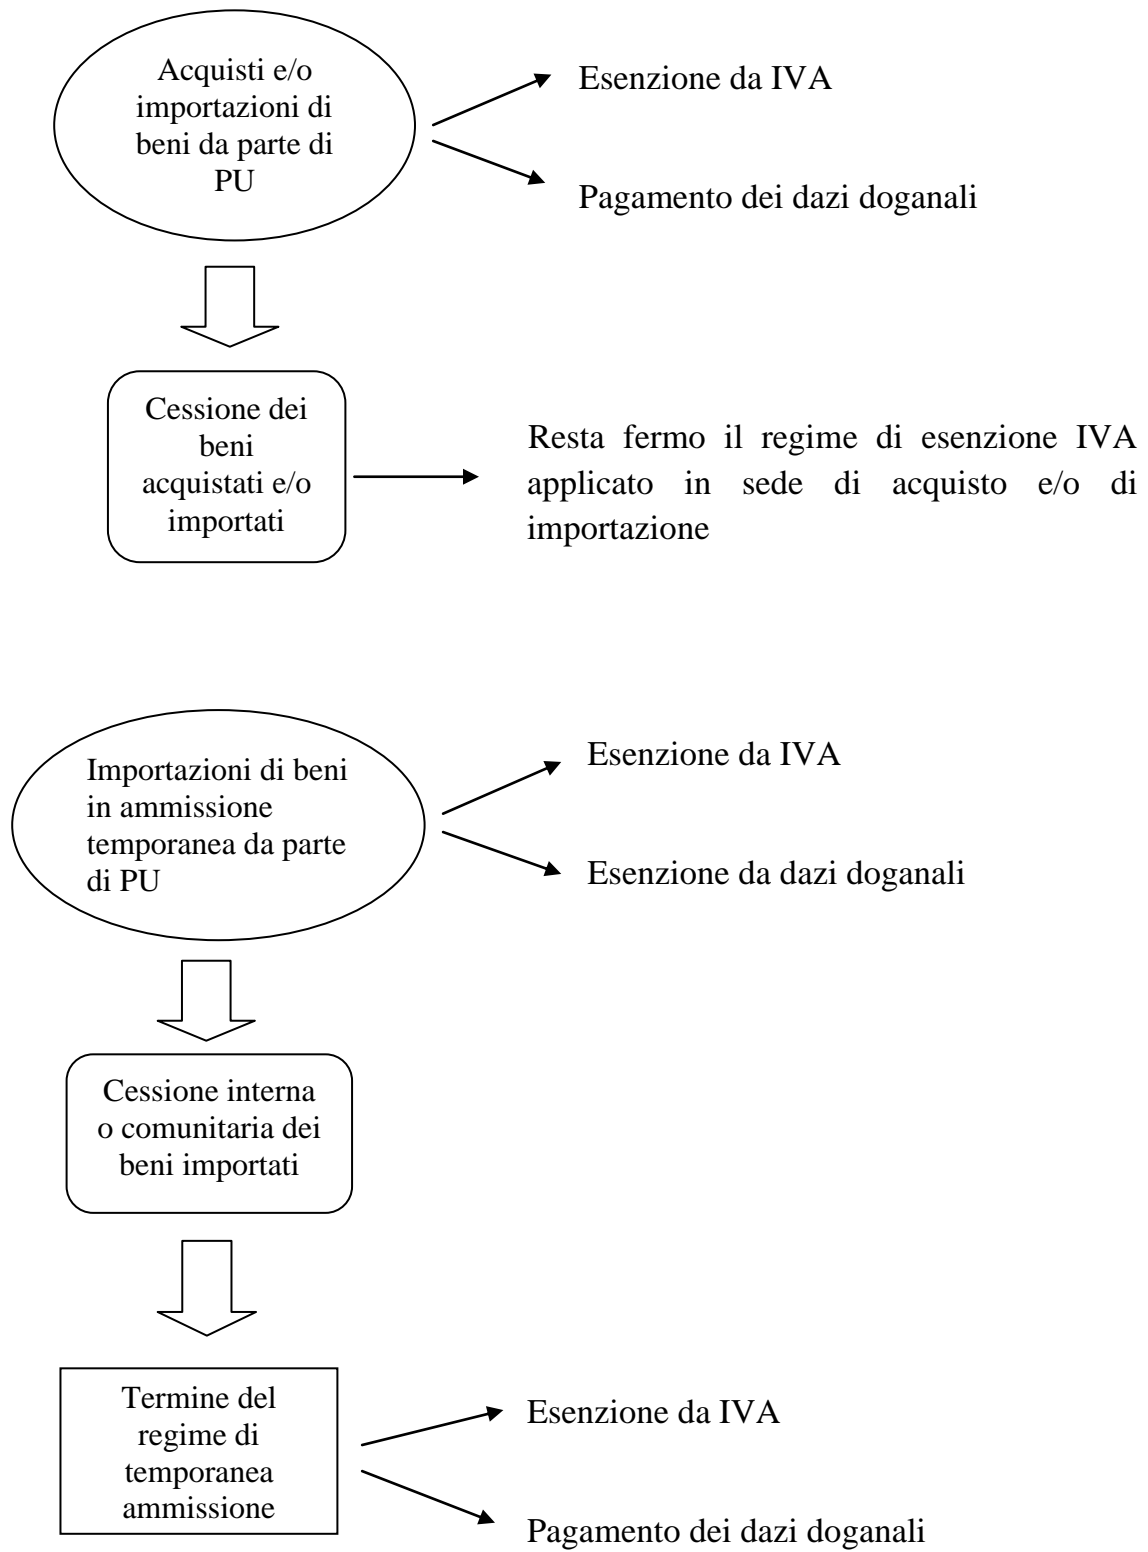 Acquisti e/o
importazioni di
beni da parte di
PU
Esenzione da IVA
Pagamento dei dazi doganali
Cessione dei
beni
acquistati e/o
importati
Resta fermo il regime di esenzione IVA
applicato in sede di acquisto e/o di
importazione
Importazioni di beni
in ammissione
temporanea da parte
di PU
Esenzione da IVA
Esenzione da dazi doganali
Cessione interna
o comunitaria dei
beni importati
Termine del
regime di
temporanea
ammissione
Esenzione da IVA
Pagamento dei dazi doganali